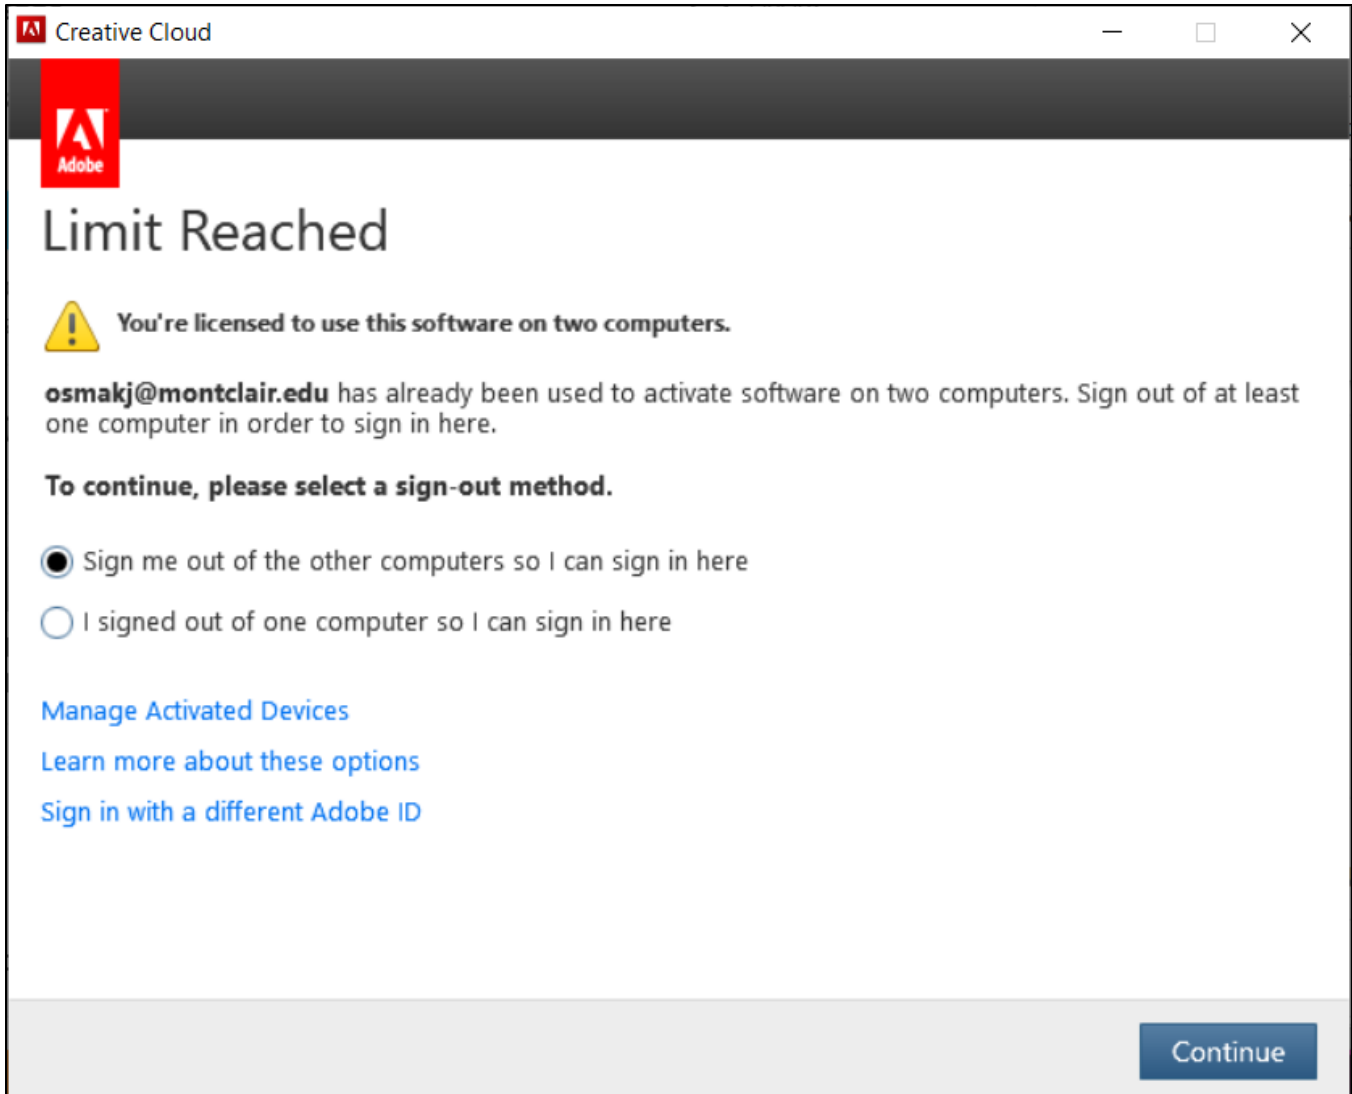 Creative Cloud
Adobe
Limit Reached
You're licensed to use this software on two computers.
osmakj@montclair.edu has already been used to activate software on two computers. Sign out of at least
one computer in order to sign in here.
To continue, please select a sign-out method.
Sign me out of the other computers so I can sign in here
I signed out of one computer so I can sign in here
Manage Activated Devices
Learn more about these options
Sign in with a different Adobe ID
Continue